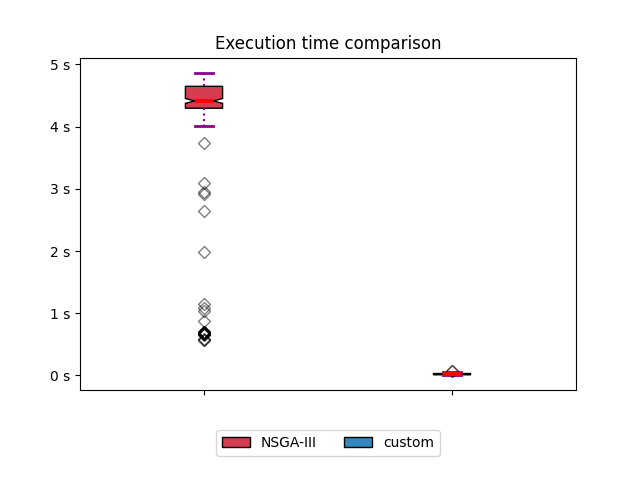 Execution time comparison
5 s
4 s
3 s
2 s
1 s
0 s
NSGA-III custom